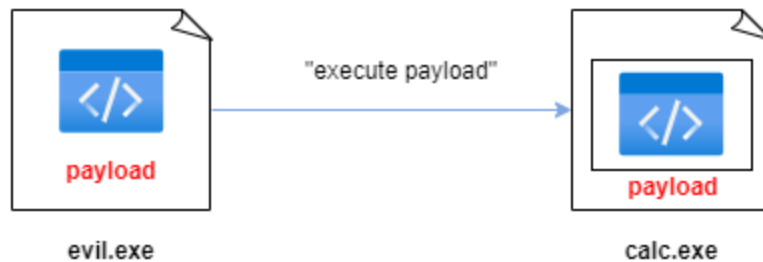 "execute payload"
</>
</>
payload
payload
evil.exe
calc.exe